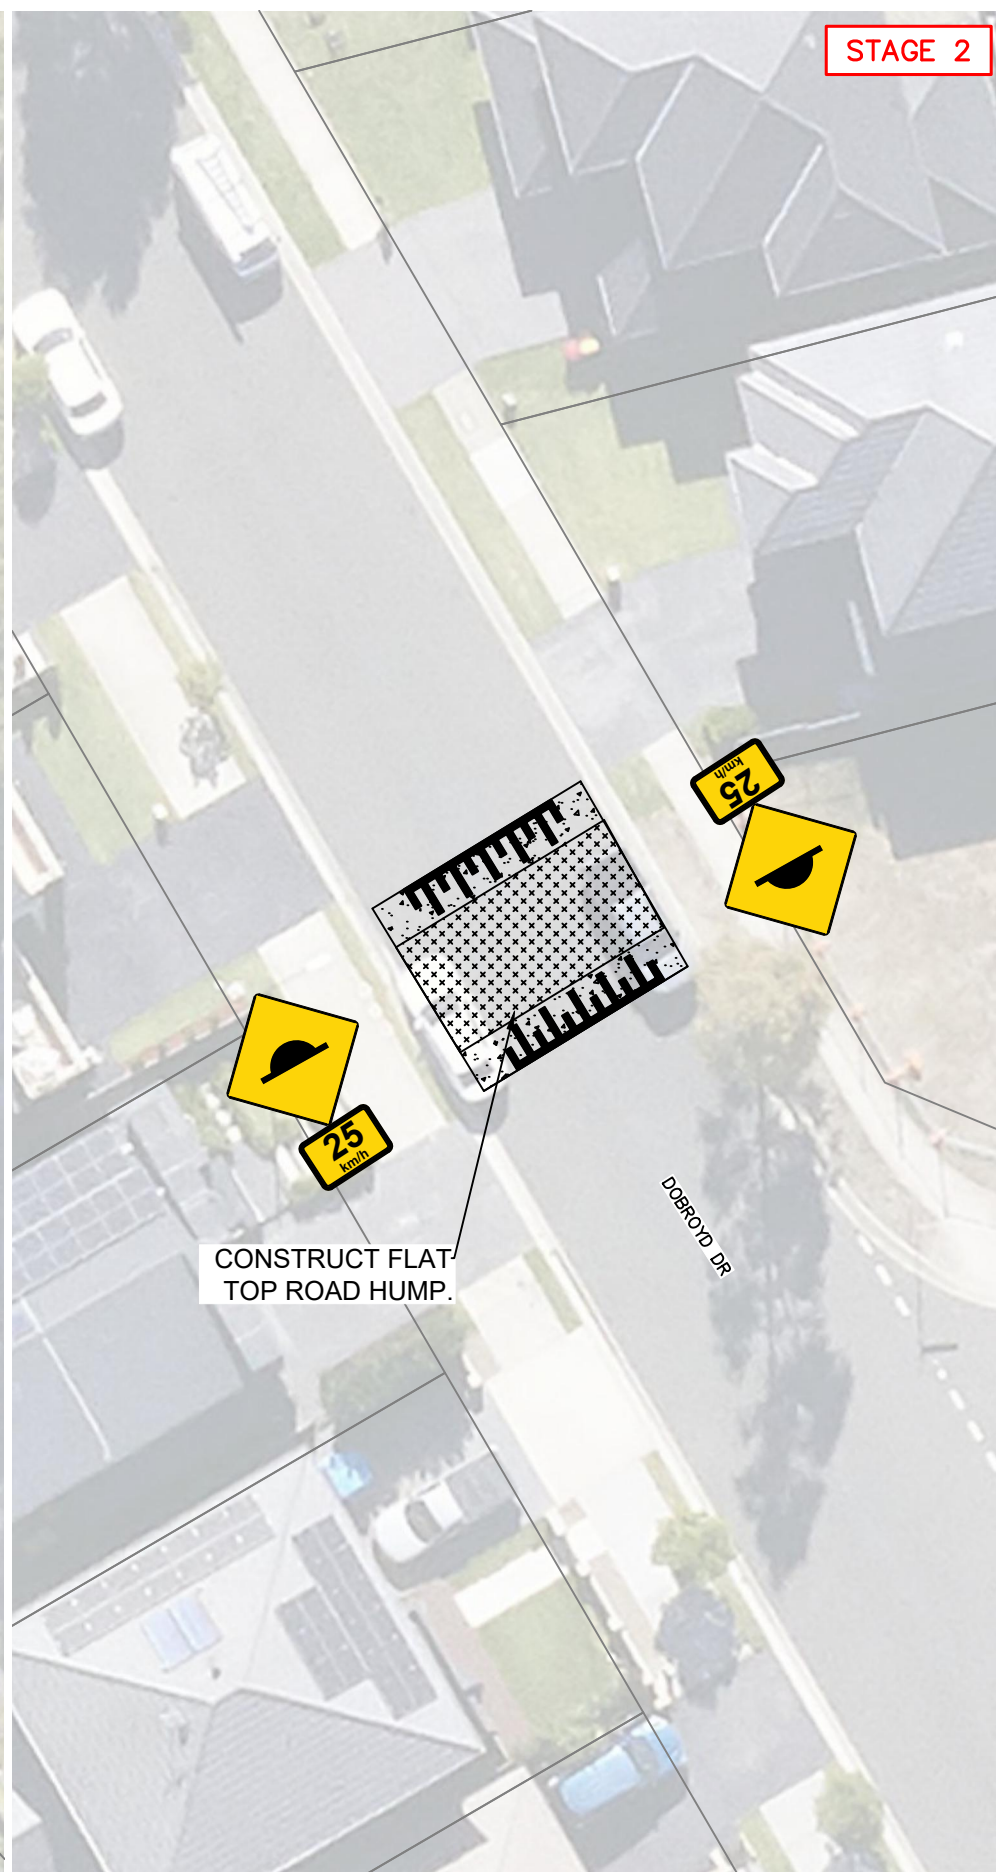 STAGE 2
25
km/h
25
km/h
CONSTRUCT FLAT
TOP ROAD HUMP.
DOBROYD DR